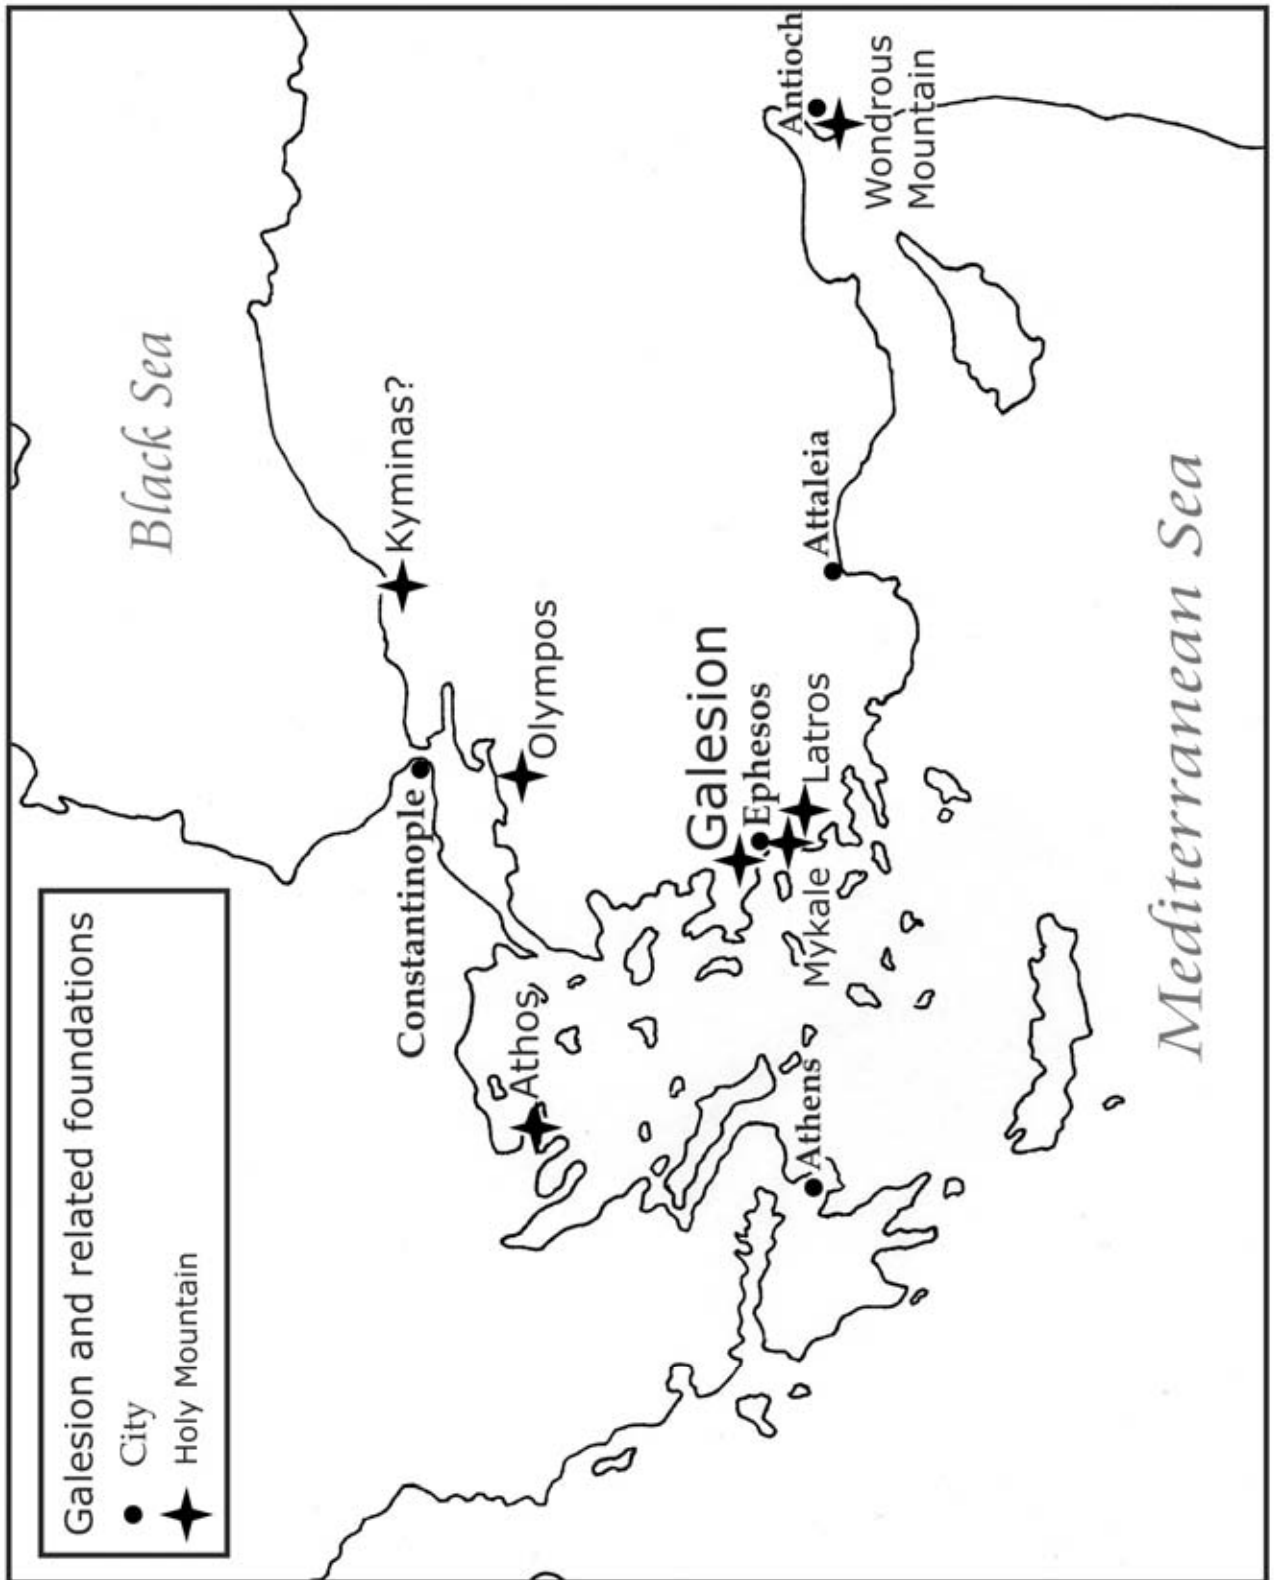 Galesion and related foundations
City
Holy Mountain
Black Sea
Constantinople
Kyminas?
Athos
Olympos
Galesion
Ephesos
Mykale
Latros
Athens
Attaleia
Antioch
Wondrous
Mountain
Mediterranean Sea